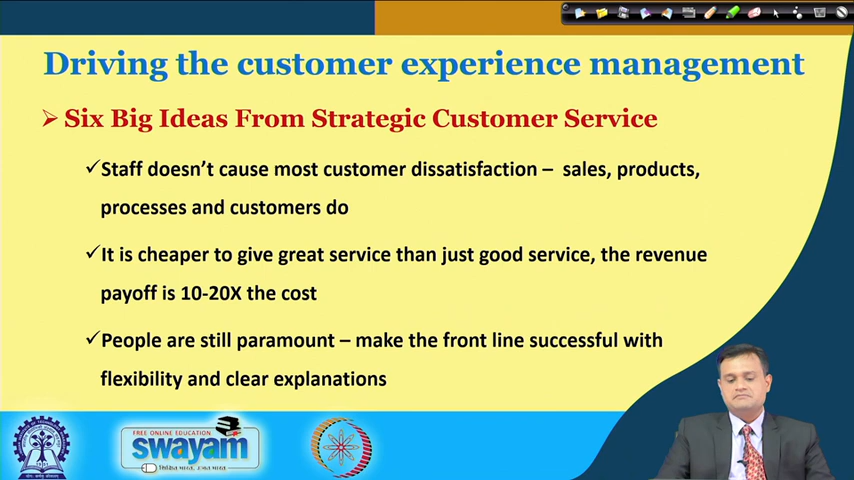 Driving the customer experience management
Six Big Ideas From Strategic Customer Service
Staff doesn't cause most customer dissatisfaction – sales, products,
processes and customers do
It is cheaper to give great service than just good service, the revenue
payoff is 10-20X the cost
People are still paramount – make the front line successful with
flexibility and clear explanations
FREE ONLINE EDUCATION
swayam